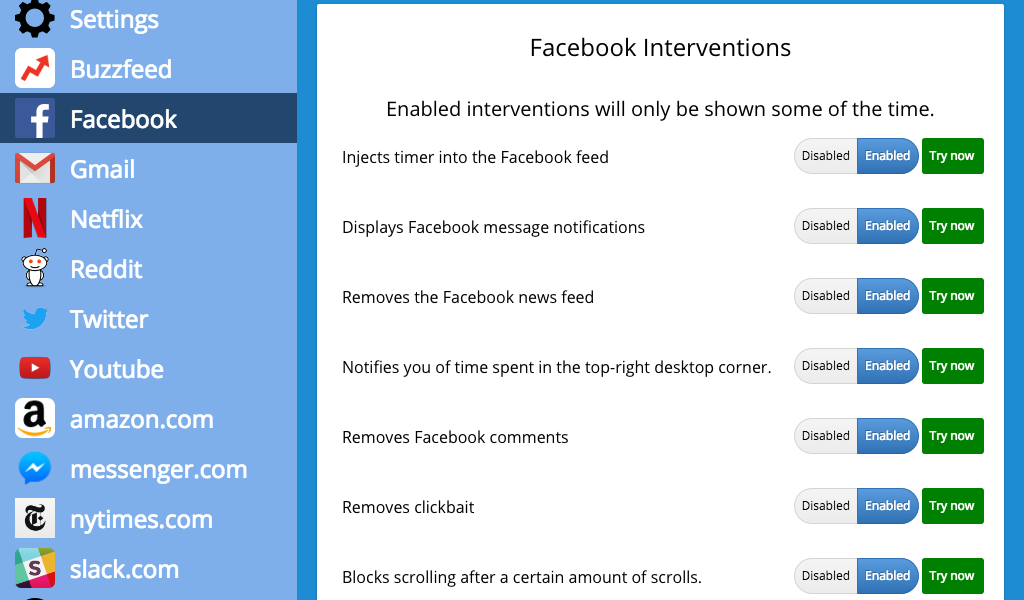 Settings
Buzzfeed
Facebook
Gmail
Netflix
Reddit
Twitter
Youtube
amazon.com
messenger.com
nytimes.com
slack.com
Facebook Interventions
Enabled interventions will only be shown some of the time.
Injects timer into the Facebook feed Disabled Enabled Try now
Displays Facebook message notifications Disabled Enabled Try now
Removes the Facebook news feed Disabled Enabled Try now
Notifies you of time spent in the top-right desktop corner. Disabled Enabled Try now
Removes Facebook comments Disabled Enabled Try now
Removes clickbait Disabled Enabled Try now
Blocks scrolling after a certain amount of scrolls. Disabled Enabled Try now